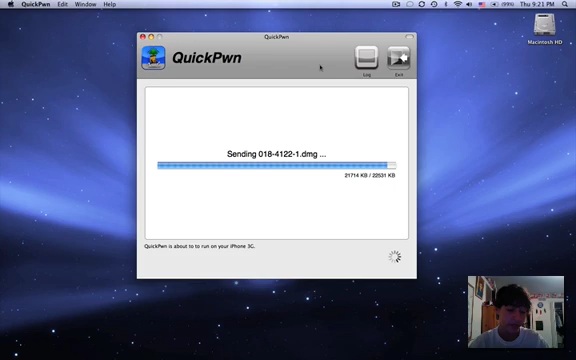 QuickPwn Edit Window Help
(99%) Thu 9:21 PM
QuickPwn
QuickPwn
Log
Exit
Macintosh HD
Sending 018-4122-1.dmg ...
21714 KB / 22531 KB
QuickPwn is about to to run on your iPhone 3G.